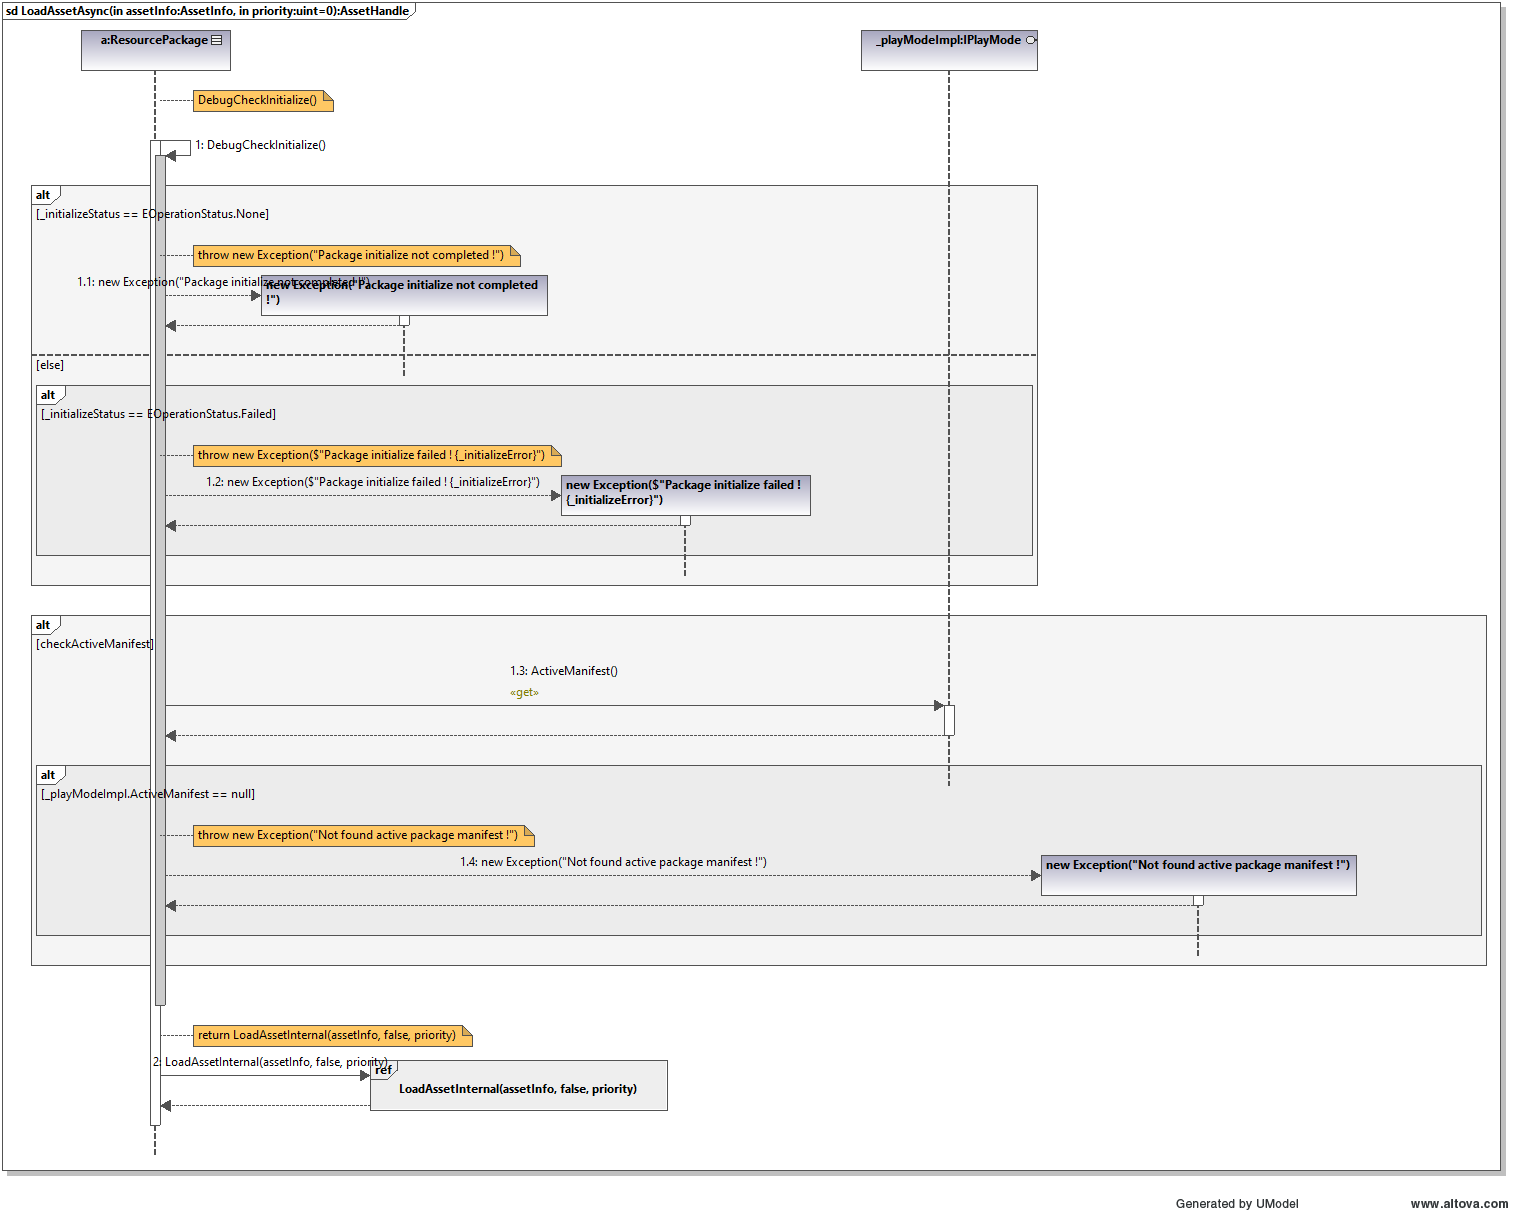 sd LoadAssetAsync(in assetInfo:AssetInfo, in priority:uint=0):AssetHandle
a:ResourcePackage
_playModeImpl:IPlayMode
DebugCheckInitialize()
1: DebugCheckInitialize()
alt
[_initializeStatus == EOperationStatus.None]
throw new Exception("Package initialize not completed !")
1.1: new Exception("Package initialize not completed !")
new Exception("Package initialize not completed
!")
[else]
alt
[_initializeStatus == EOperationStatus.Failed]
throw new Exception($"Package initialize failed ! {_initializeError}")
1.2: new Exception($"Package initialize failed ! {_initializeError}")
new Exception($"Package initialize failed !
{_initializeError}")
alt
[checkActiveManifest]
1.3: ActiveManifest()
«get»
alt
[_playModeImpl.ActiveManifest == null]
throw new Exception("Not found active package manifest !")
1.4: new Exception("Not found active package manifest !")
new Exception("Not found active package manifest !")
return LoadAssetInternal(assetInfo, false, priority)
2: LoadAssetInternal(assetInfo, false, priority)
ref
LoadAssetInternal(assetInfo, false, priority)
Generated by UModel
www.altova.com